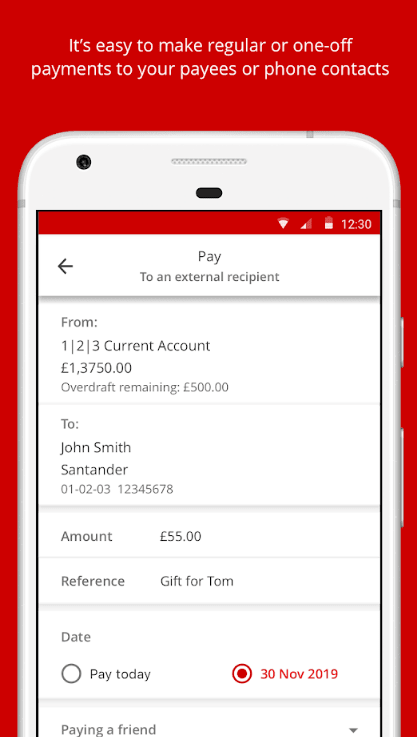 It's easy to make regular or one-off
payments to your payees or phone contacts
12:30
Pay
To an external recipient
From:
1|2|3 Current Account
£1,3750.00
Overdraft remaining: £500.00
To:
John Smith
Santander
01-02-03 12345678
Amount £55.00
Reference Gift for Tom
Date
Pay today 30 Nov 2019
Paying a friend